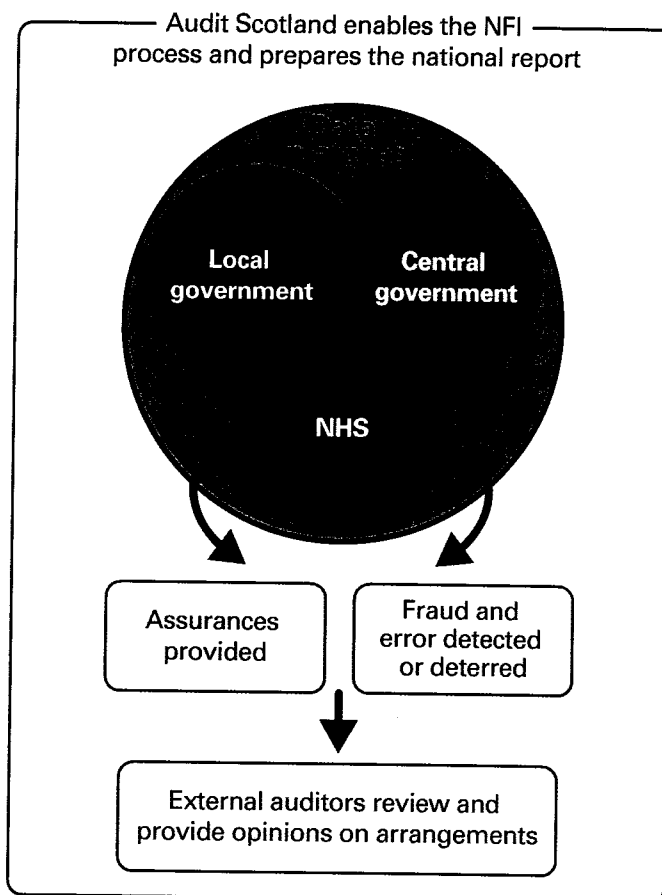 Audit Scotland enables the NFI
process and prepares the national report
Data
Local
government
Central
government
NHS
Assurances
provided
Fraud and
error detected
or deterred
External auditors review and
provide opinions on arrangements